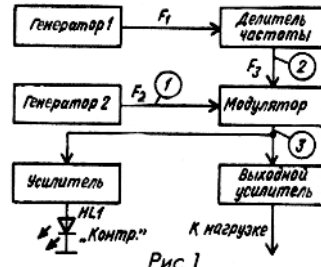 Генератор 1
F1
Делитель
частоты
F3
2
Генератор 2
F2
1
Модулятор
3
Усилитель
Выходной
усилитель
HL1
„Контр."
К нагрузке
Рис. 1